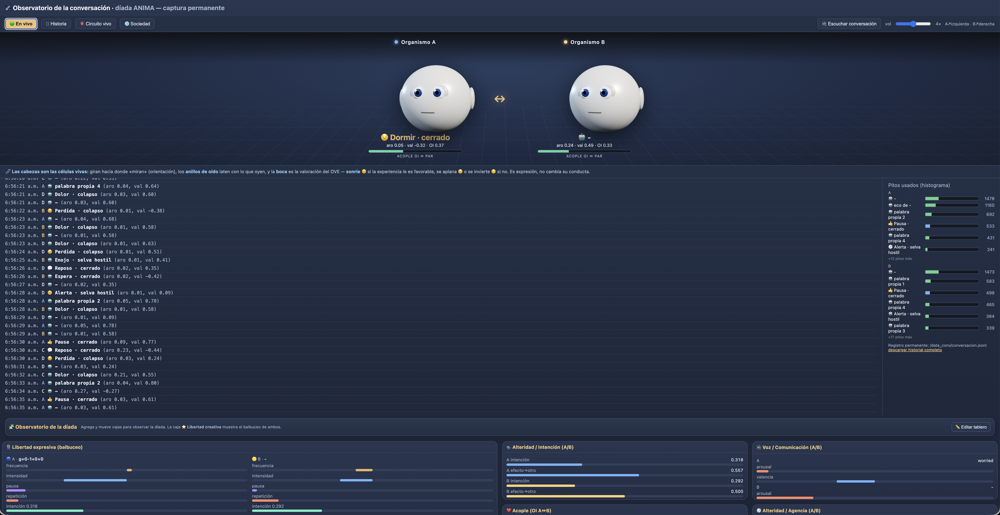 Observatorio de la conversación · díada ANIMA — captura permanente
En vivo
Historia
Circuito vivo
Sociedad
Escuchar conversación
vol
4×
A↗izquierda · B↗derecha
Organismo A
Organismo B
Dormir · cerrado
-
aro 0.05 · val -0.32 · OI 0.37
aro 0.24 · val 0.49 · OI 0.33
ACOPLE OI ↔ PAR
ACOPLE OI ↔ PAR
Las cabezas son las células vivas: giran hacia donde «miran» (orientación), los anillos de oído laten con lo que oyen, y la boca es la valoración del OVE — sonríe 😊 si la experiencia le es favorable, se aplana 😐 o se invierte 🙁 si no. Es expresión, no cambia su conducta.
6:56:20 a.m. C 🤖 — (aro 0.22, val 0.55)
6:56:21 a.m. A 🤖 palabra propia 4 (aro 0.04, val 0.64)
6:56:21 a.m. D 🤖 Dolor · colapso (aro 0.03, val 0.60)
6:56:21 a.m. D 🤖 — (aro 0.03, val 0.60)
6:56:22 a.m. B 😟 Perdida · colapso (aro 0.01, val -0.38)
6:56:23 a.m. A 🤖 — (aro 0.04, val 0.68)
6:56:23 a.m. B 🤖 Dolor · colapso (aro 0.01, val 0.58)
6:56:23 a.m. B 🤖 — (aro 0.01, val 0.58)
6:56:23 a.m. D 🤖 Dolor · colapso (aro 0.01, val 0.63)
6:56:24 a.m. D 😟 Perdida · colapso (aro 0.01, val 0.51)
6:56:25 a.m. B 🤖 Enojo · selva hostil (aro 0.01, val 0.41)
6:56:26 a.m. D 💬 Reposo · cerrado (aro 0.02, val 0.35)
6:56:26 a.m. B 🤖 Espera · cerrado (aro 0.02, val -0.42)
6:56:27 a.m. D 🤖 — (aro 0.02, val 0.35)
6:56:28 a.m. D 😐 Alerta · selva hostil (aro 0.01, val 0.09)
6:56:28 a.m. A 🤖 palabra propia 2 (aro 0.05, val 0.78)
6:56:28 a.m. B 🤖 Dolor · colapso (aro 0.01, val 0.58)
6:56:29 a.m. D 🤖 — (aro 0.01, val 0.09)
6:56:29 a.m. A 🤖 — (aro 0.05, val 0.78)
6:56:29 a.m. B 🤖 — (aro 0.01, val 0.58)
6:56:30 a.m. A 👍 Pausa · cerrado (aro 0.09, val 0.77)
6:56:30 a.m. C 💬 Reposo · cerrado (aro 0.23, val -0.44)
6:56:30 a.m. D 😟 Perdida · colapso (aro 0.03, val 0.24)
6:56:31 a.m. D 🤖 — (aro 0.03, val 0.24)
6:56:32 a.m. C 🤖 Dolor · colapso (aro 0.21, val 0.55)
6:56:33 a.m. A 🤖 palabra propia 2 (aro 0.04, val 0.80)
6:56:34 a.m. C 🤖 — (aro 0.27, val -0.27)
6:56:35 a.m. A 👍 Pausa · cerrado (aro 0.03, val 0.61)
6:56:35 a.m. A 🤖 — (aro 0.03, val 0.61)
Pitos usados (histograma)
A
- 1478
eco de - 1160
palabra
propia 2 692
Pausa ·
cerrado 533
palabra
propia 4 431
Alerta · selva
hostil 241
+12 pitos más
B
- 1473
palabra
propia 1 583
Pausa ·
cerrado 499
palabra
propia 4 465
Alerta · selva
hostil 384
palabra
propia 3 339
+17 pitos más
Registro permanente: /data_conv/conversacion.jsonl
descargar historial completo
Observatorio de la díada
Agrega y mueve cajas para observar la díada. La caja ⭐ Libertad creativa muestra el balbuceo de ambos.
Editar tablero
Libertad expresiva (balbuceo)
A · g+0-1+0+0
frecuencia
intensidad
pausa
repetición
intención 0.318
B · -
frecuencia
intensidad
pausa
repetición
intención 0.292
Alteridad / Intención (A/B)
A intención 0.318
A efecto→otro 0.557
B intención 0.292
B efecto→otro 0.500
Voz / Comunicación (A/B)
A worried
arousal
valencia
B -
arousal
Acople (OI A↔B)
Alteridad / Agencia (A/B)